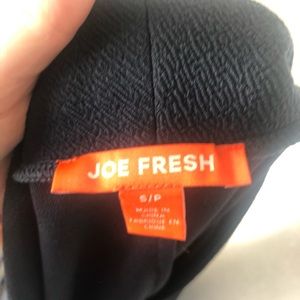 JOE FRESH
S/P
MADE IN
CHINA
FABRIQUÉ EN
CHINE